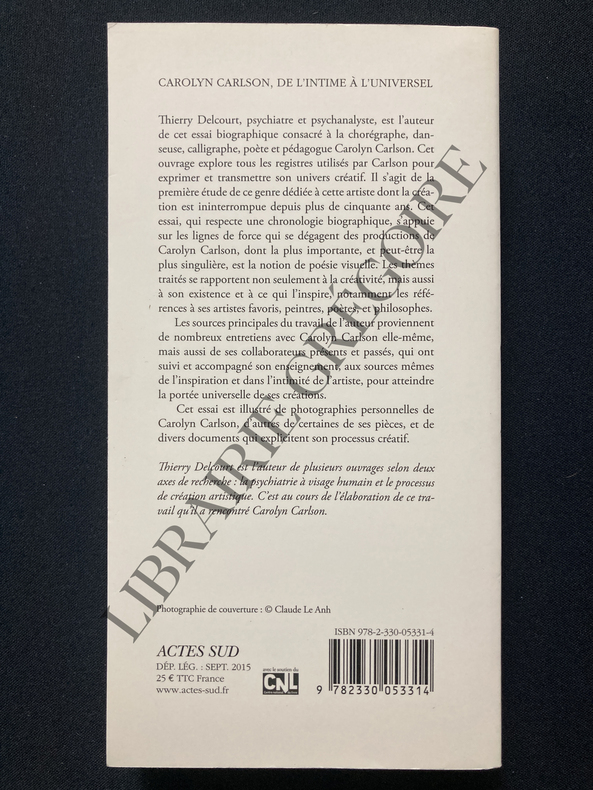 CAROLYN CARLSON, DE L'INTIME À L'UNIVERSEL
Thierry Delcourt, psychiatre et psychanalyste, est l'auteur
de cet essai biographique consacré à la chorégraphe, dan-
seuse, calligraphe, poète et pédagogue Carolyn Carlson. Cet
ouvrage explore tous les registres utilisés par Carlson pour
exprimer et transmettre son univers créatif. Il s'agit de la
première étude de ce genre dédiée à cette artiste dont la créa-
tion est ininterrompue depuis plus de cinquante ans. Cet
essai, qui respecte une chronologie biographique, s'appuie
sur les lignes de force qui se dégagent des productions de
Carolyn Carlson, dont la plus importante, et peut-être la
plus singulière, est la notion de poésie visuelle. Les thèmes
traités se rapportent non seulement à la créativité, mais aussi
à son existence et à ce qui l'inspire, notamment les réfé-
rences à ses artistes favoris, peintres, poètes, et philosophes.
Les sources principales du travail de l'auteur proviennent
de nombreux entretiens avec Carolyn Carlson elle-même,
mais aussi de ses collaborateurs présents et passés, qui ont
suivi et accompagné son enseignement, aux sources mêmes
de l'inspiration et dans l'intimité de l'artiste, pour atteindre
la portée universelle de ses créations.
Cet essai est illustré de photographies personnelles de
Carolyn Carlson, d'autres de certaines de ses pièces, et de
divers documents qui explicitent son processus créatif.
Thierry Delcourt est l'auteur de plusieurs ouvrages selon deux
axes de recherche : la psychiatrie à visage humain et le processus
de création artistique. C'est au cours de l'élaboration de ce tra-
vail qu'il a rencontré Carolyn Carlson.
LIBRAIRIE GRÉGOIRE
Photographie de couverture : © Claude Le Anh
ISBN 978-2-330-05331-4
ACTES SUD
DÉP. LÉG. : SEPT. 2015
25 € TTC France
www.actes-sud.fr
avec le soutien du
CNL
9 782330 053314